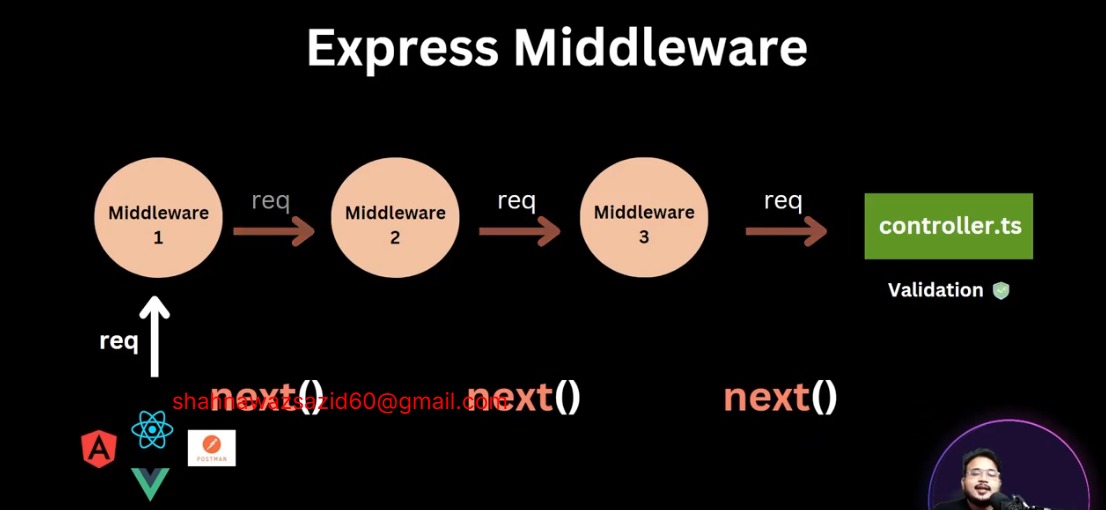 Express Middleware
Middleware
1
req
Middleware
2
req
Middleware
3
req
controller.ts
Validation
req
next()
next()
next()
shahnawazsazid60@gmail.com
POSTMAN